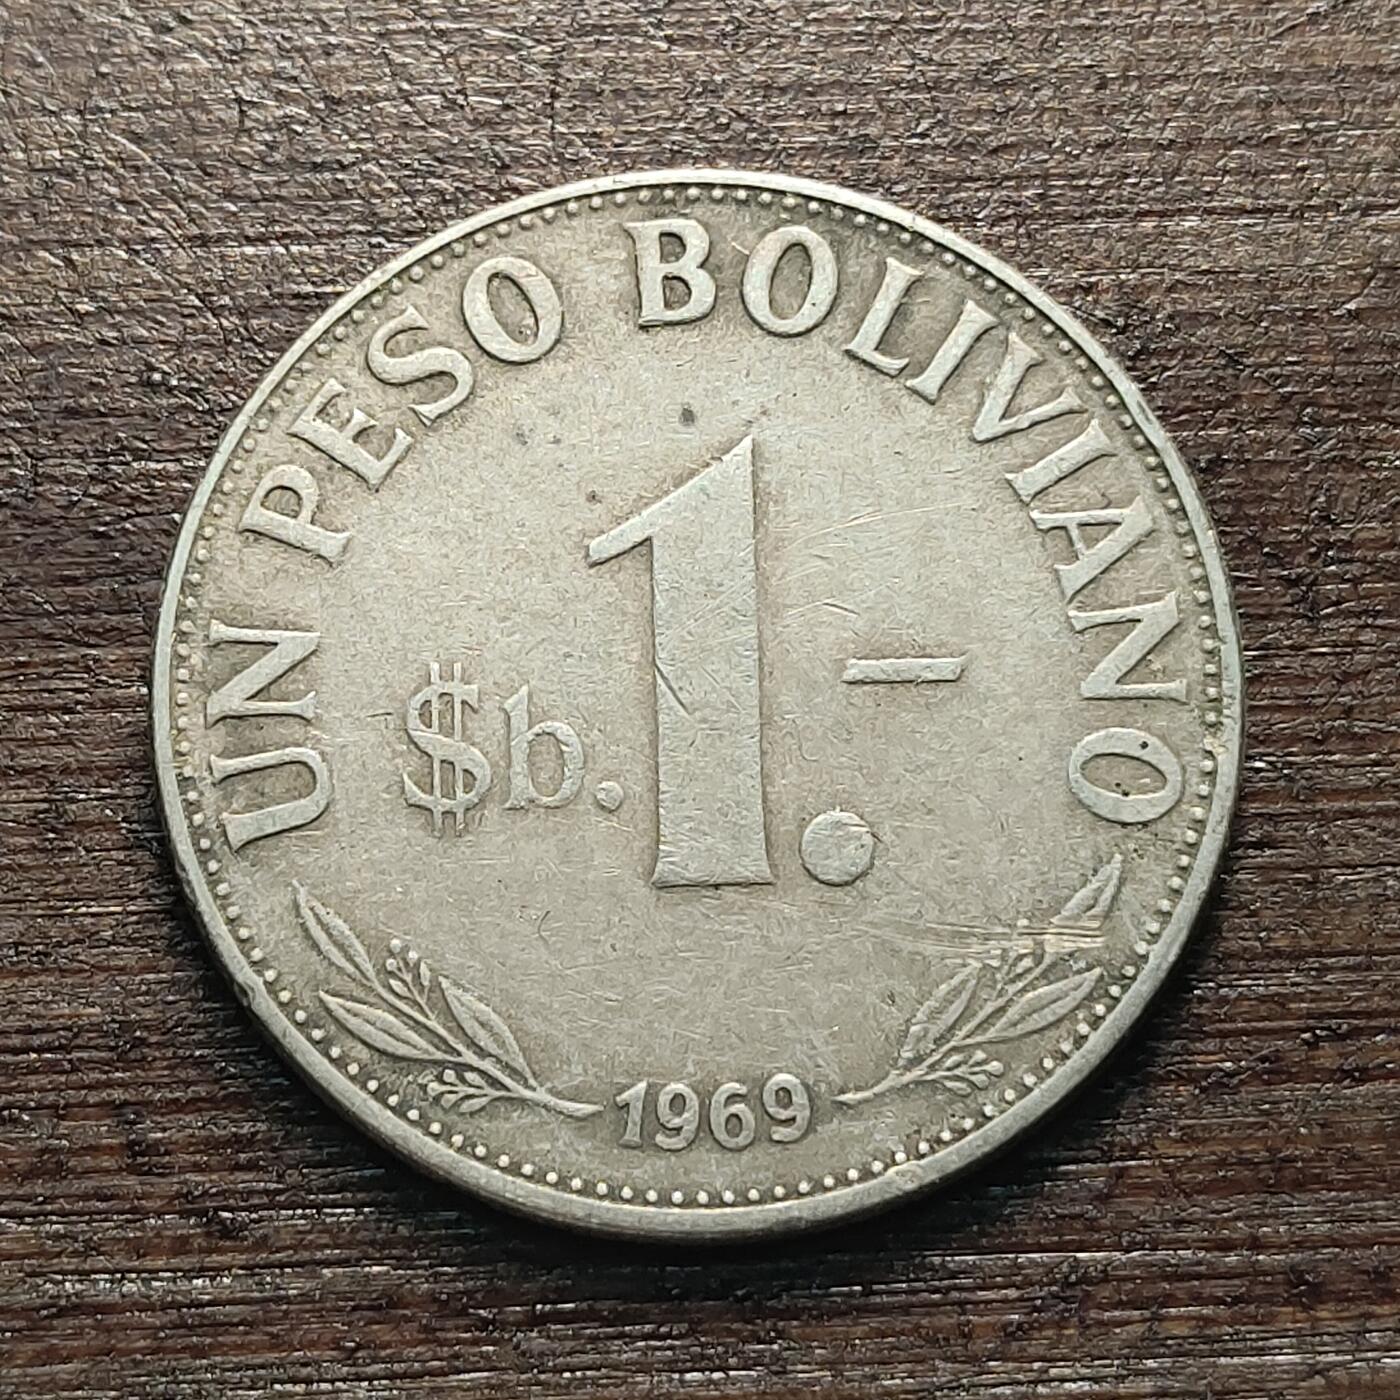 UN PESO BOLIVIANO
$b. 1.-
1969